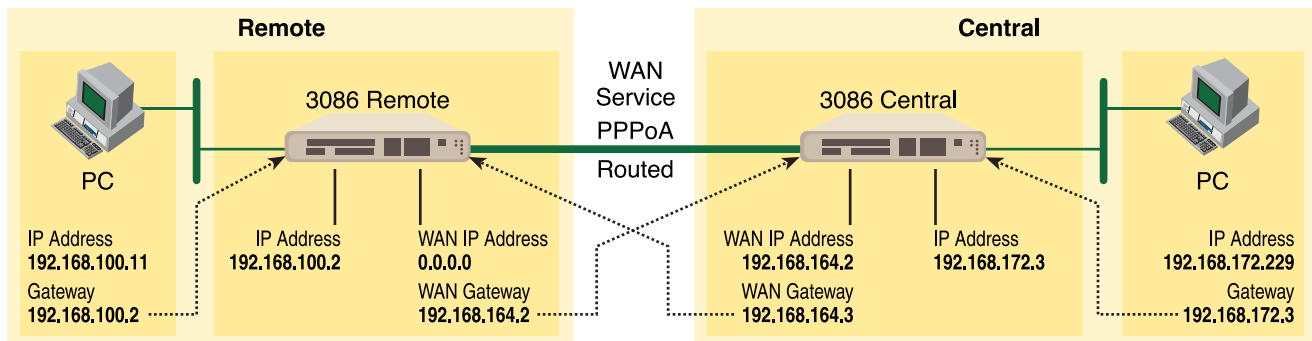 Remote
Central
WAN
Service
PPPoA
Routed
3086 Remote
3086 Central
PC
PC
IP Address
192.168.100.11
Gateway
192.168.100.2
IP Address
192.168.100.2
WAN IP Address
0.0.0.0
WAN Gateway
192.168.164.2
WAN IP Address
192.168.164.2
WAN Gateway
192.168.164.3
IP Address
192.168.172.3
IP Address
192.168.172.229
Gateway
192.168.172.3